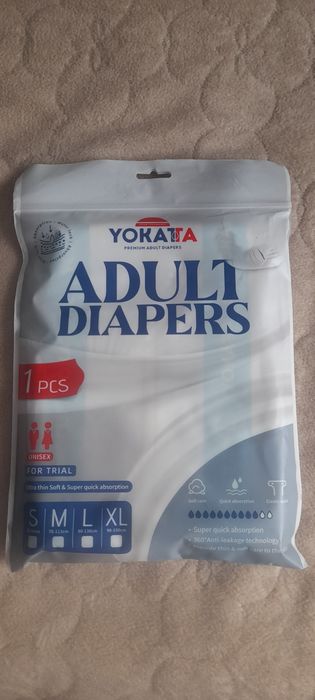 YOKATTA
PREMIUM ADULT DIAPERS
ADULT
DIAPERS
1 PCS
UNISEX
FOR TRIAL
Ultra thin Soft & Super quick absorption
S M L XL
Soft care Quick absorption
• Super quick absorption
• 360°Anti-leakage technology